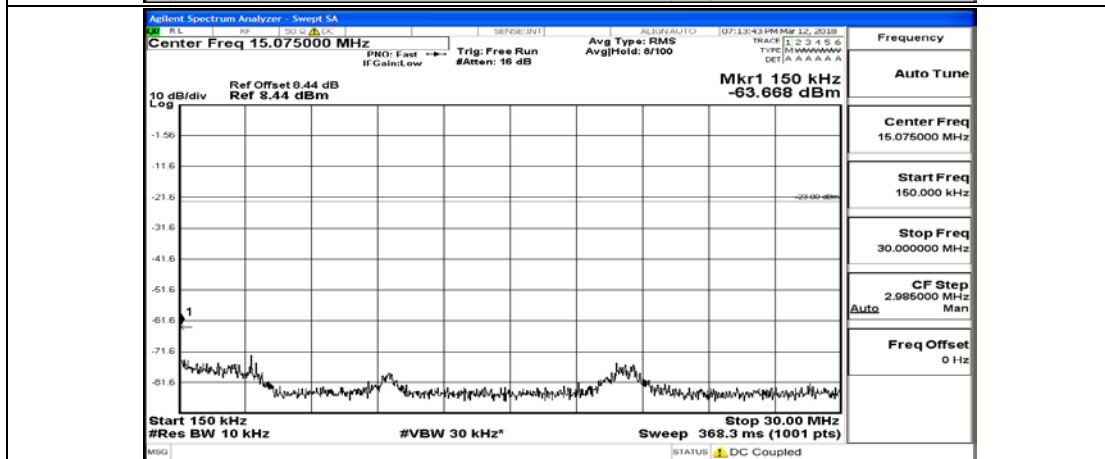 Agilent Spectrum Analyzer - Swept SA
RL RF 50 Ω DC SENSE:INT ALIGNAUTO 07:13:43 PM Mar 12, 2018
Center Freq 15.075000 MHz
PNO: Fast
IFGain:Low
Trig: Free Run
#Atten: 16 dB
Avg Type: RMS
Avg|Hold: 8/100
TRACE 1 2 3 4 5 6
TYPE M WWWWW
DET A A A A A A
Frequency
Auto Tune
Mkr1 150 kHz
-63.668 dBm
Ref Offset 8.44 dB
10 dB/div Ref 8.44 dBm
Log
-1.56
-11.6
-21.6
-23.00 dBm
-31.6
-41.6
-51.6
-61.6
1
-71.6
-81.6
Center Freq
15.075000 MHz
Start Freq
150.000 kHz
Stop Freq
30.000000 MHz
CF Step
2.985000 MHz
Auto Man
Freq Offset
0 Hz
Start 150 kHz Stop 30.00 MHz
#Res BW 10 kHz #VBW 30 kHz* Sweep 368.3 ms (1001 pts)
MSG STATUS DC Coupled